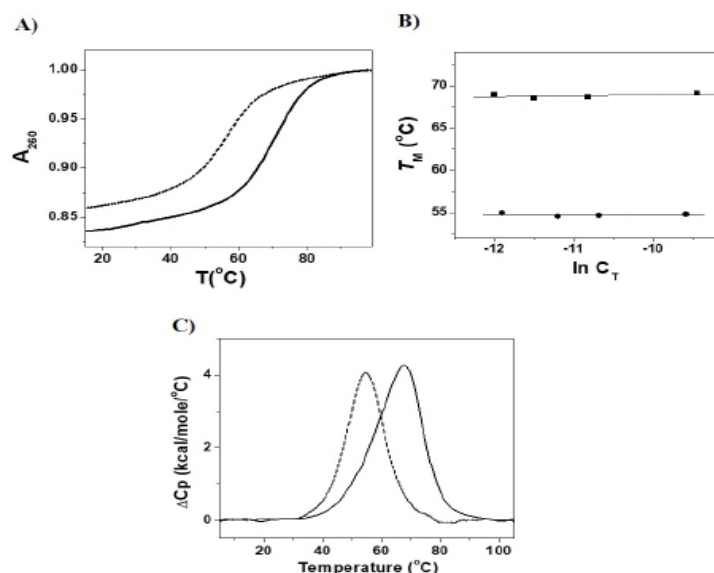 A)
1.00
0.95
0.90
0.85
A260
20 40 60 80
T(°C)
B)
70
65
60
55
TM (°C)
-12 -11 -10
ln CT
C)
4
2
0
ΔCp (kcal/mole/°C)
20 40 60 80 100
Temperature (°C)